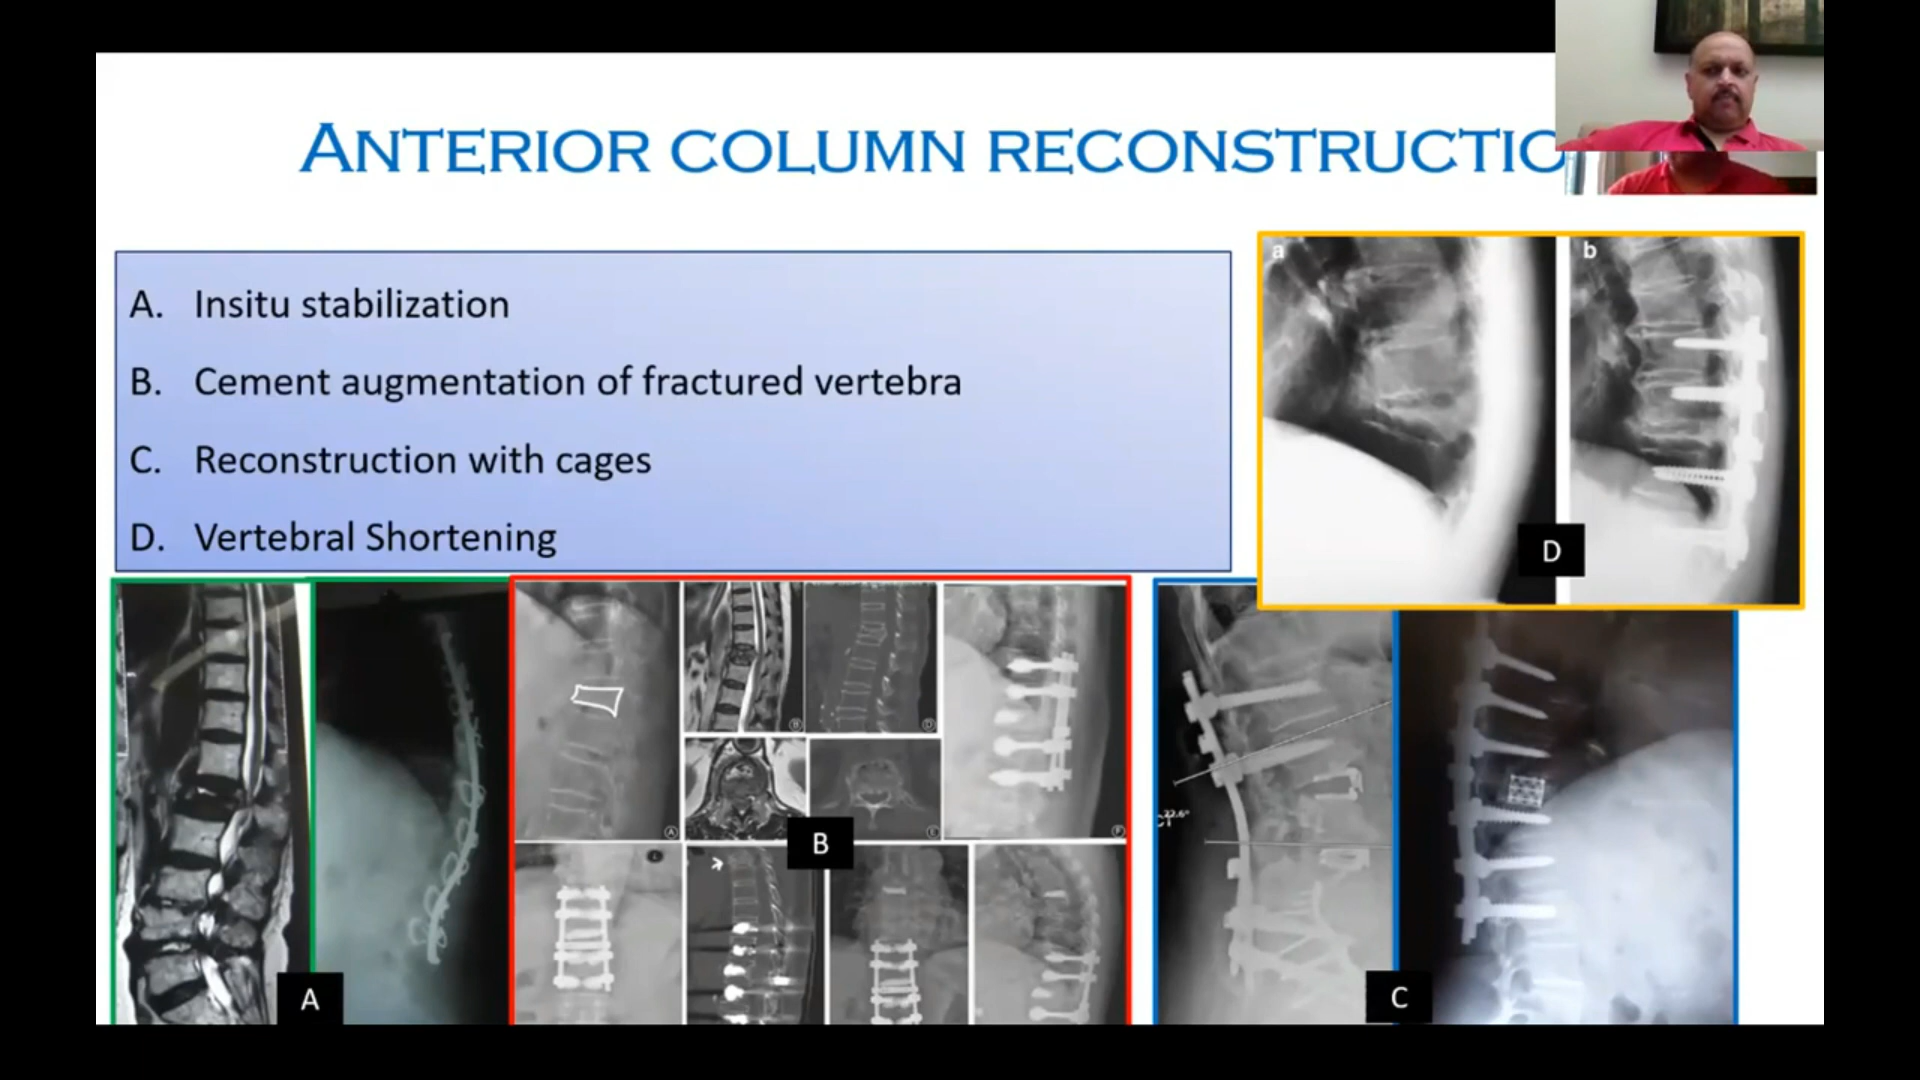 ANTERIOR COLUMN RECONSTRUCTIO
A. Insitu stabilization
B. Cement augmentation of fractured vertebra
C. Reconstruction with cages
D. Vertebral Shortening
a
b
D
A
B
C